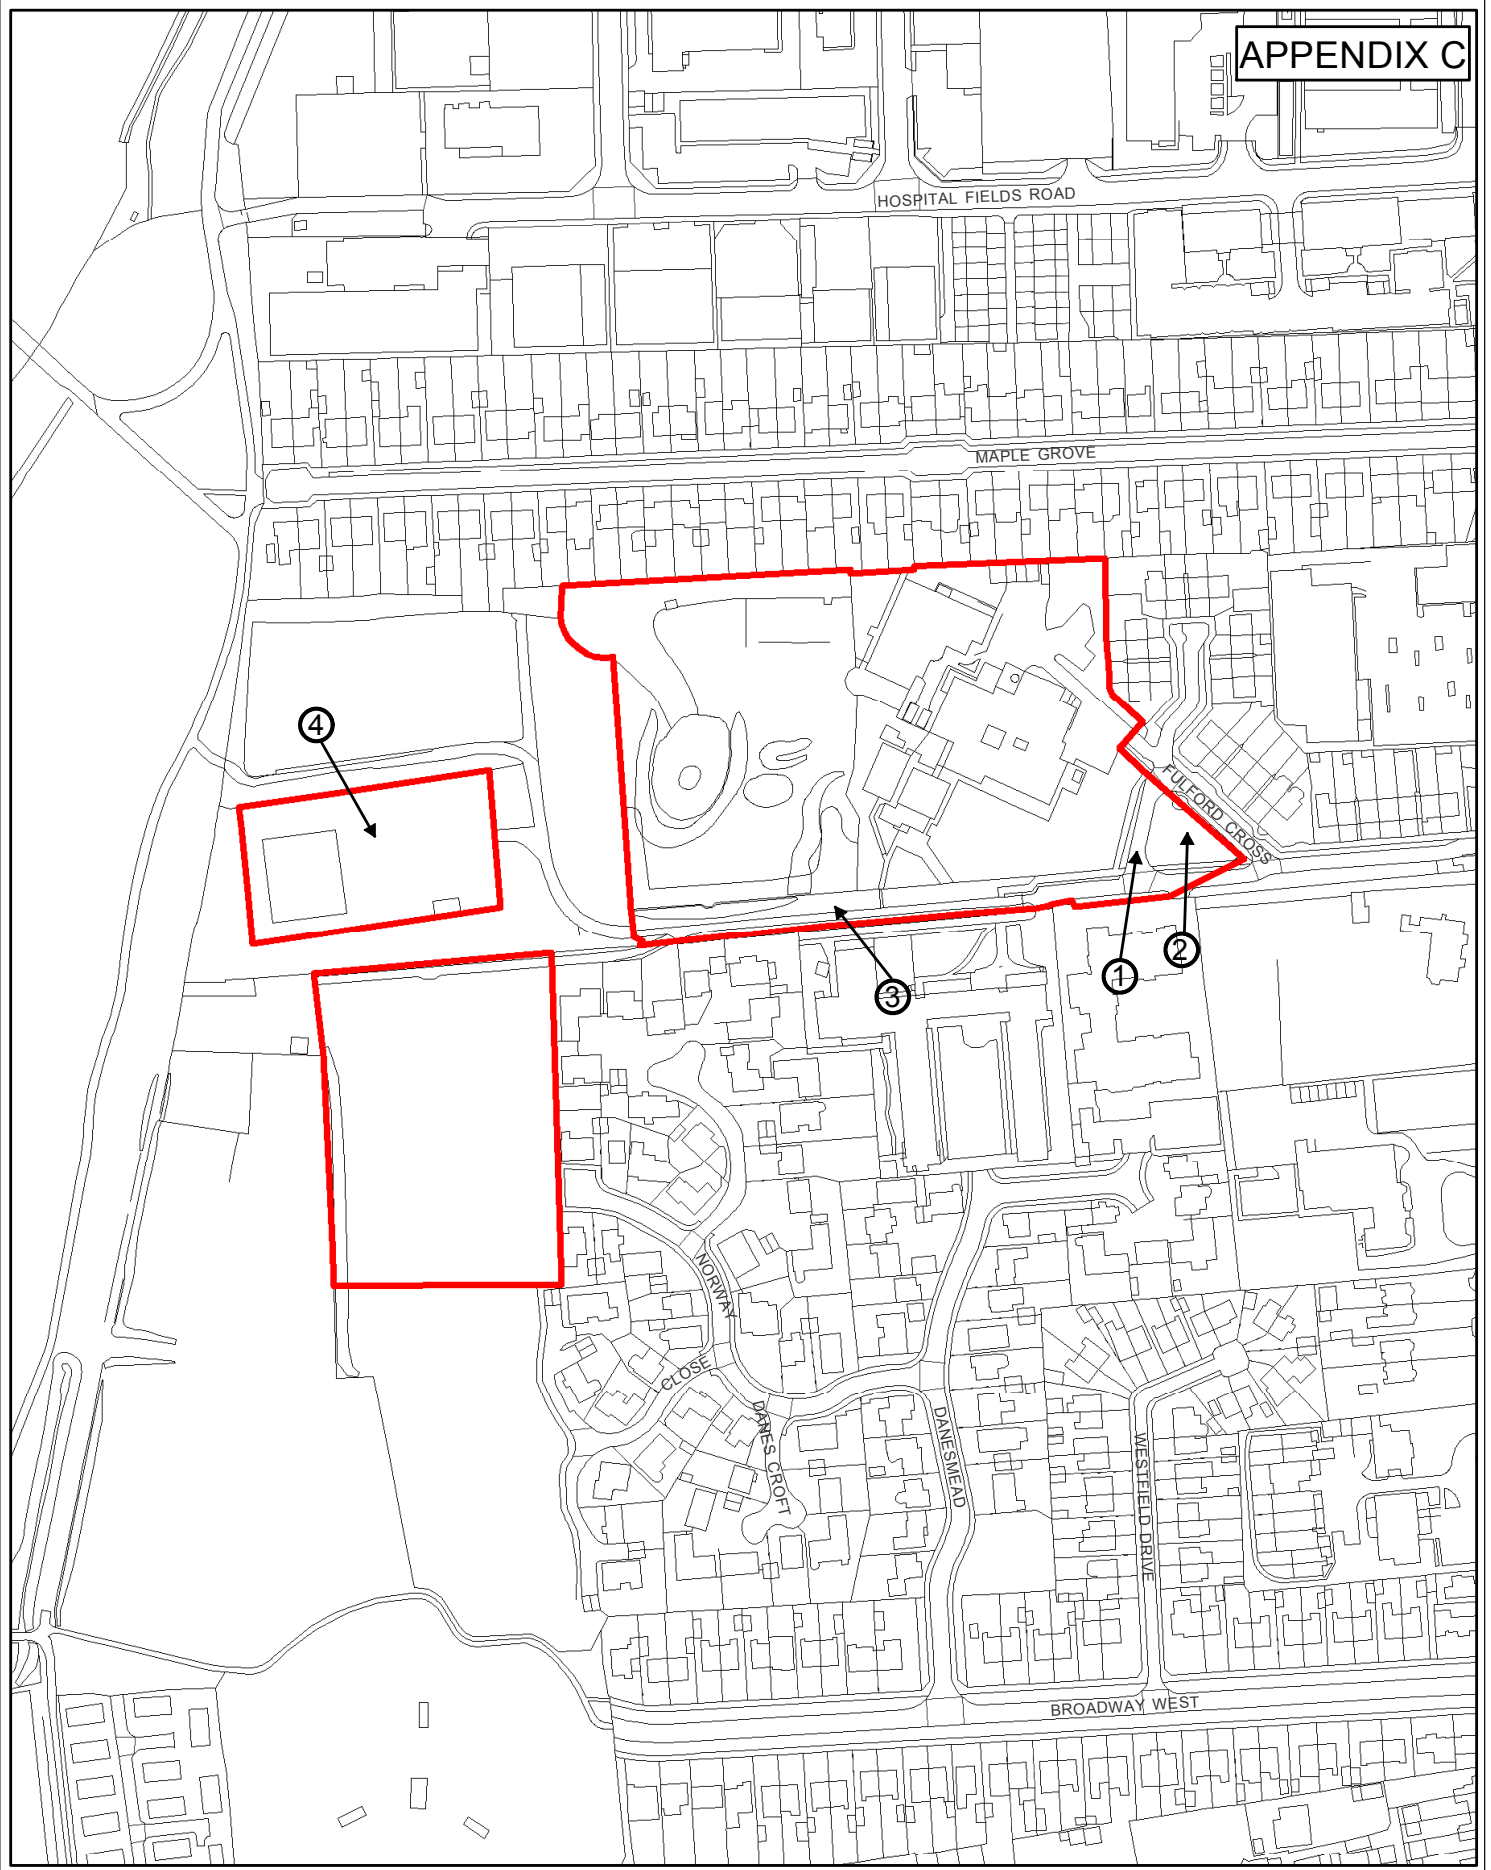 APPENDIX C
HOSPITAL FIELDS ROAD
MAPLE GROVE
4
FULFORD CROSS
2
1
3
NORWAY
CLOSE
DANES CROFT
DANESMEAD
WESTFIELD DRIVE
BROADWAY WEST